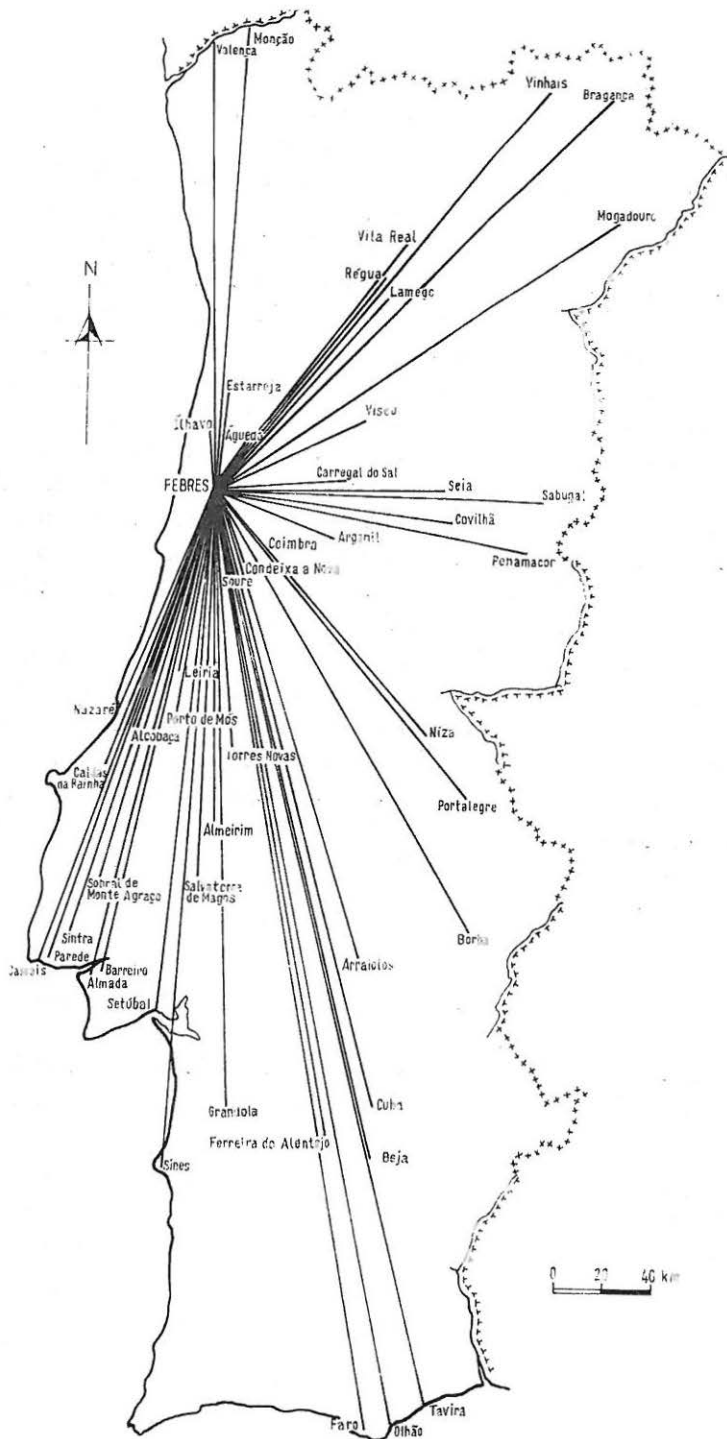 Monção
Valença
Vinhais
Bragança
Mogadouro
Vila Real
Régua
Lamego
N
Estarreja
Ílhavo
Águeda
Viseu
Carregal do Sal
FEBRES
Seia
Sabugal
Covilhã
Arganil
Coimbra
Penamacor
Condeixa a Nova
Soure
Leiria
Nazaré
Porto de Mós
Alcobaça
Niza
Torres Novas
Caldas
na Rainha
Portalegre
Almeirim
Sobral de
Monte Agraço
Salvaterra
de Magos
Borba
Sintra
Parede
Arraiolos
Cascais
Barreiro
Almada
Setúbal
Cuba
Grandola
Ferreira do Alentejo
Beja
Sines
0 20 40 km
Tavira
Faro
Olhão